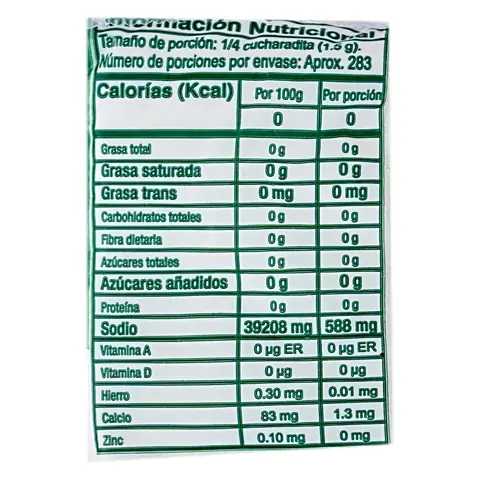 Información Nutricional
Tamaño de porción: 1/4 cucharadita (1.5 g).
Número de porciones por envase: Aprox. 283
Calorías (Kcal) Por 100g Por porción
0 0
Grasa total 0 g 0 g
Grasa saturada 0 g 0 g
Grasa trans 0 mg 0 mg
Carbohidratos totales 0 g 0 g
Fibra dietaria 0 g 0 g
Azúcares totales 0 g 0 g
Azúcares añadidos 0 g 0 g
Proteína 0 g 0 g
Sodio 39208 mg 588 mg
Vitamina A 0 µg ER 0 µg ER
Vitamina D 0 µg 0 µg
Hierro 0.30 mg 0.01 mg
Calcio 83 mg 1.3 mg
Zinc 0.10 mg 0 mg